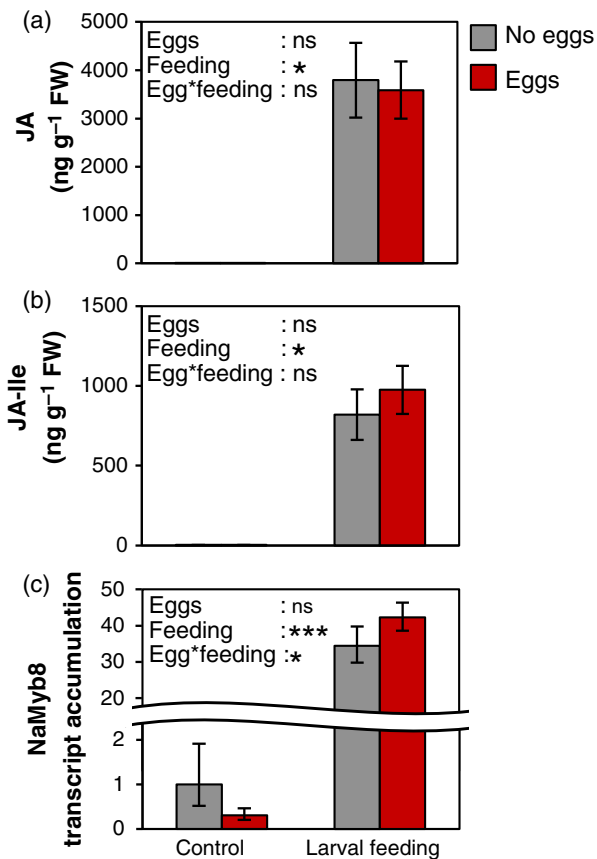 (a)
Eggs : ns
Feeding : *
Egg*feeding : ns
No eggs
Eggs
JA
(ng g⁻¹ FW)
5000
4000
3000
2000
1000
0
(b)
Eggs : ns
Feeding : *
Egg*feeding : ns
JA-Ile
(ng g⁻¹ FW)
1500
1000
500
0
(c)
Eggs : ns
Feeding : ***
Egg*feeding : *
NaMyb8
transcript accumulation
50
40
30
20
2
1
0
Control
Larval feeding